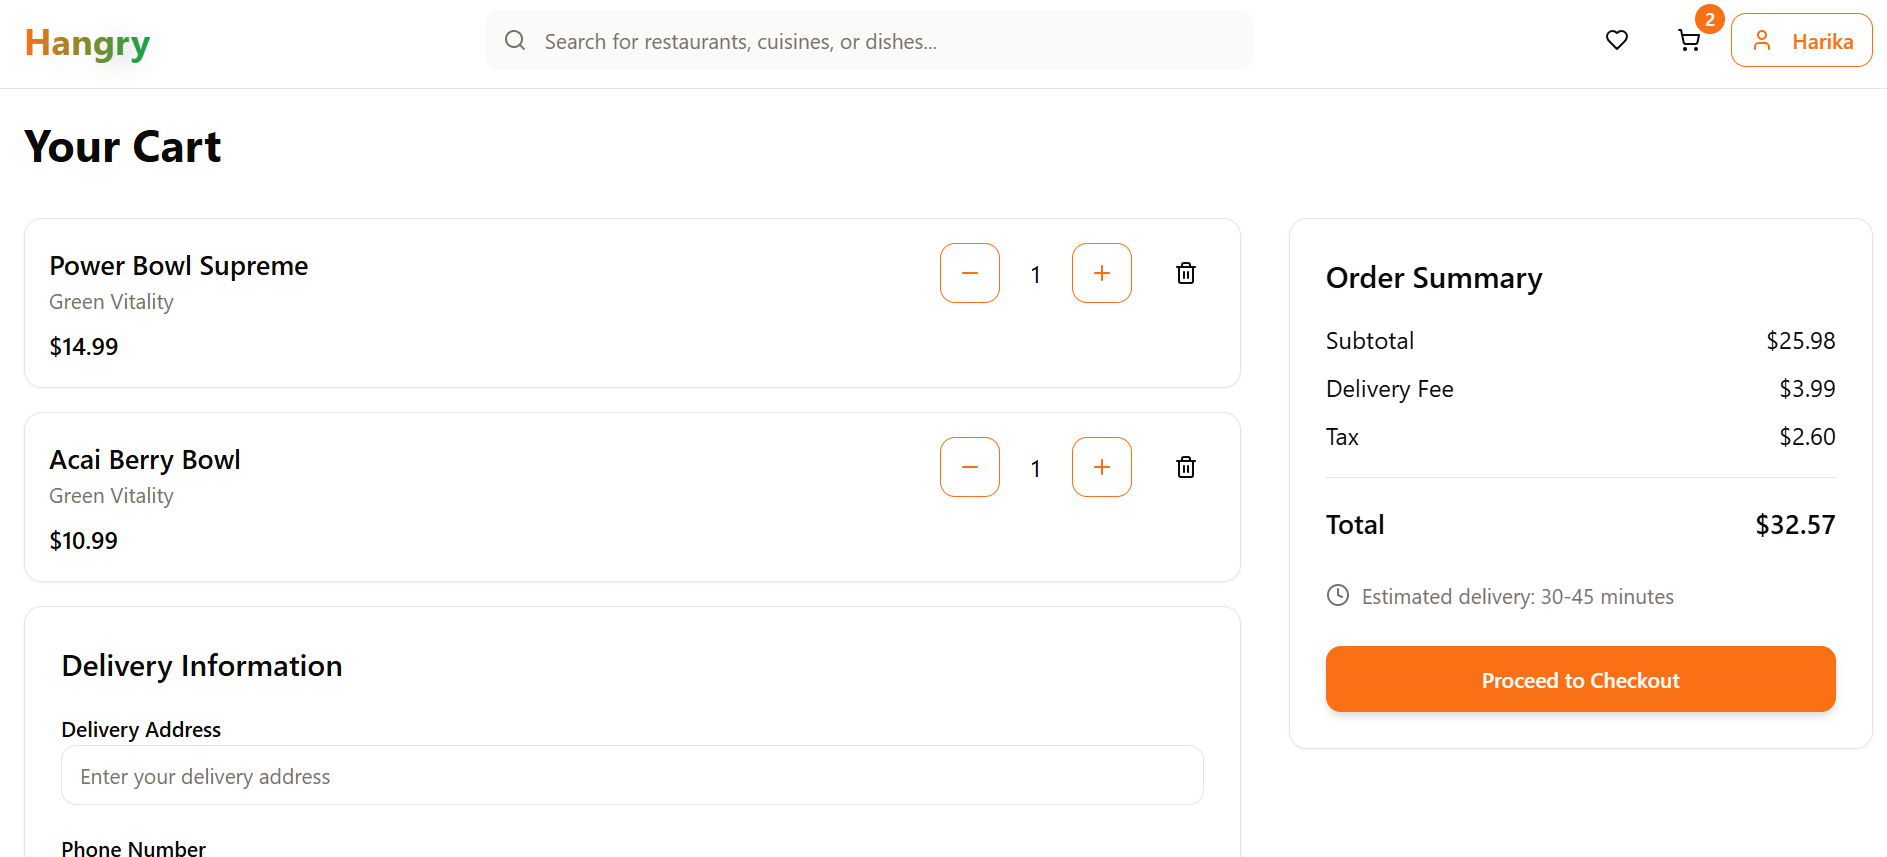 Hangry
Search for restaurants, cuisines, or dishes...
2
Harika
Your Cart
Power Bowl Supreme
Green Vitality
$14.99
1
Acai Berry Bowl
Green Vitality
$10.99
1
Delivery Information
Delivery Address
Enter your delivery address
Phone Number
Order Summary
Subtotal $25.98
Delivery Fee $3.99
Tax $2.60
Total $32.57
Estimated delivery: 30-45 minutes
Proceed to Checkout